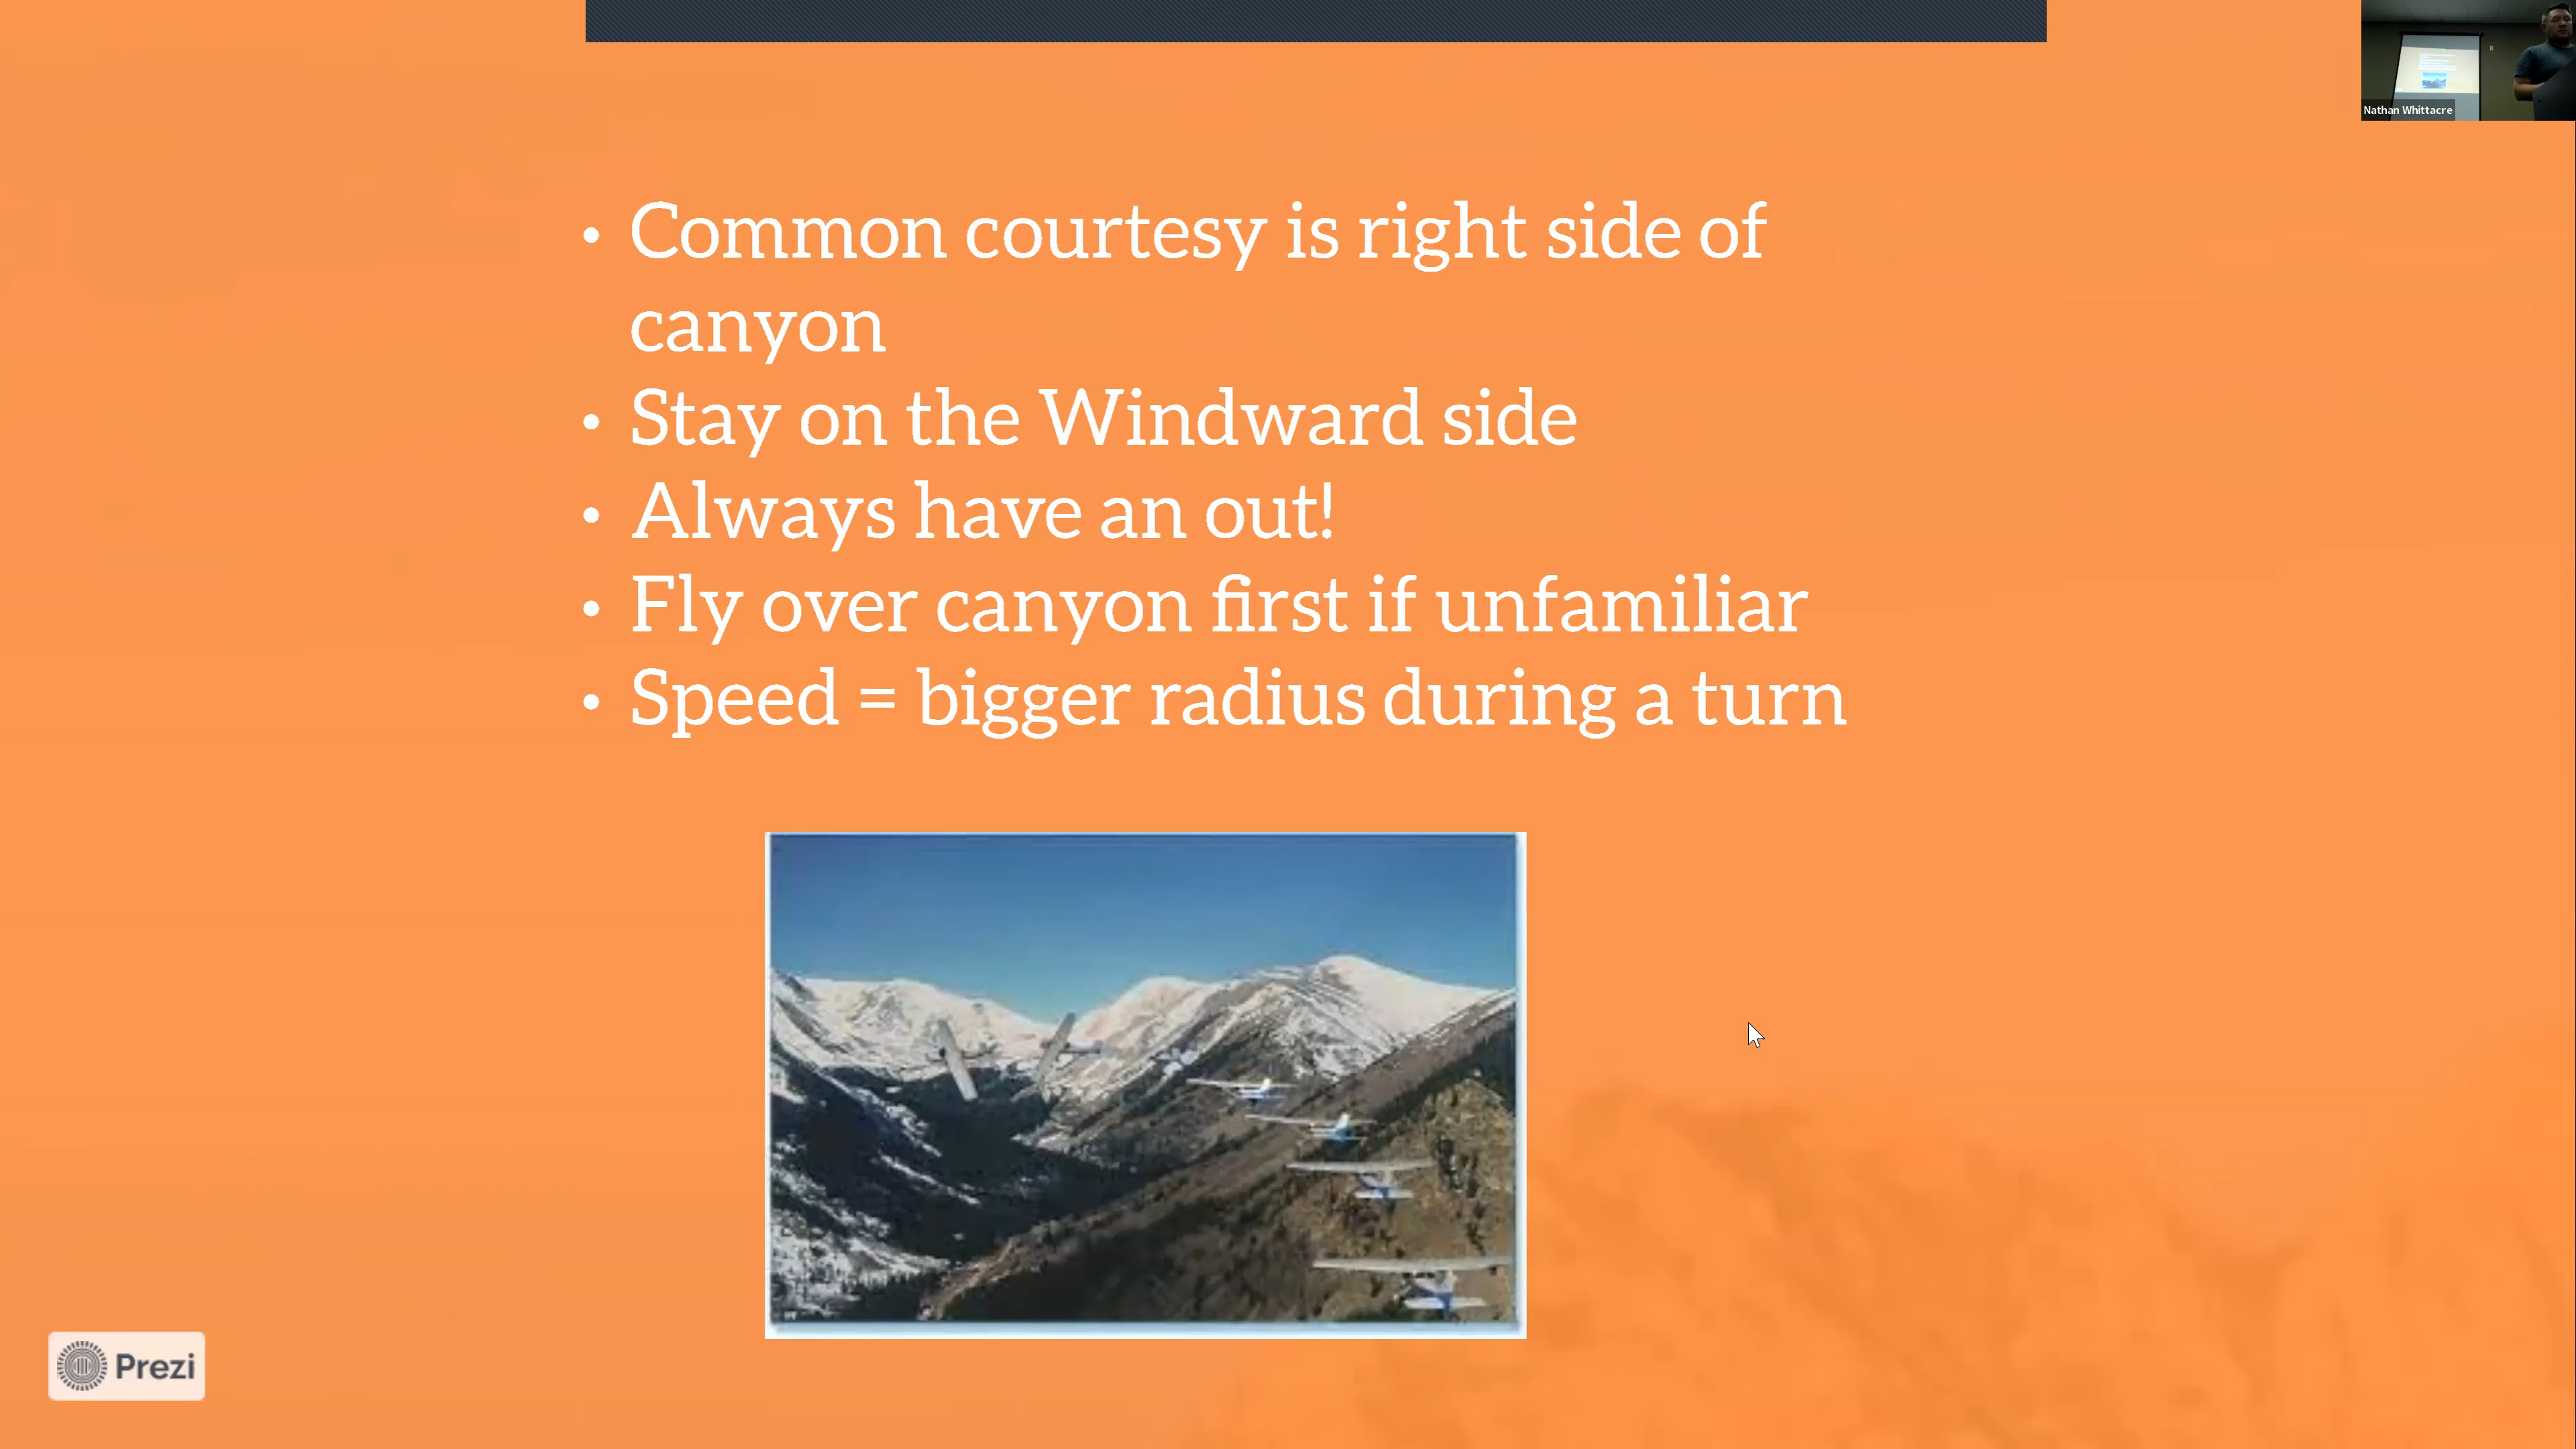 Nathan Whittacre
• Common courtesy is right side of
canyon
• Stay on the Windward side
• Always have an out!
• Fly over canyon first if unfamiliar
• Speed = bigger radius during a turn
Prezi